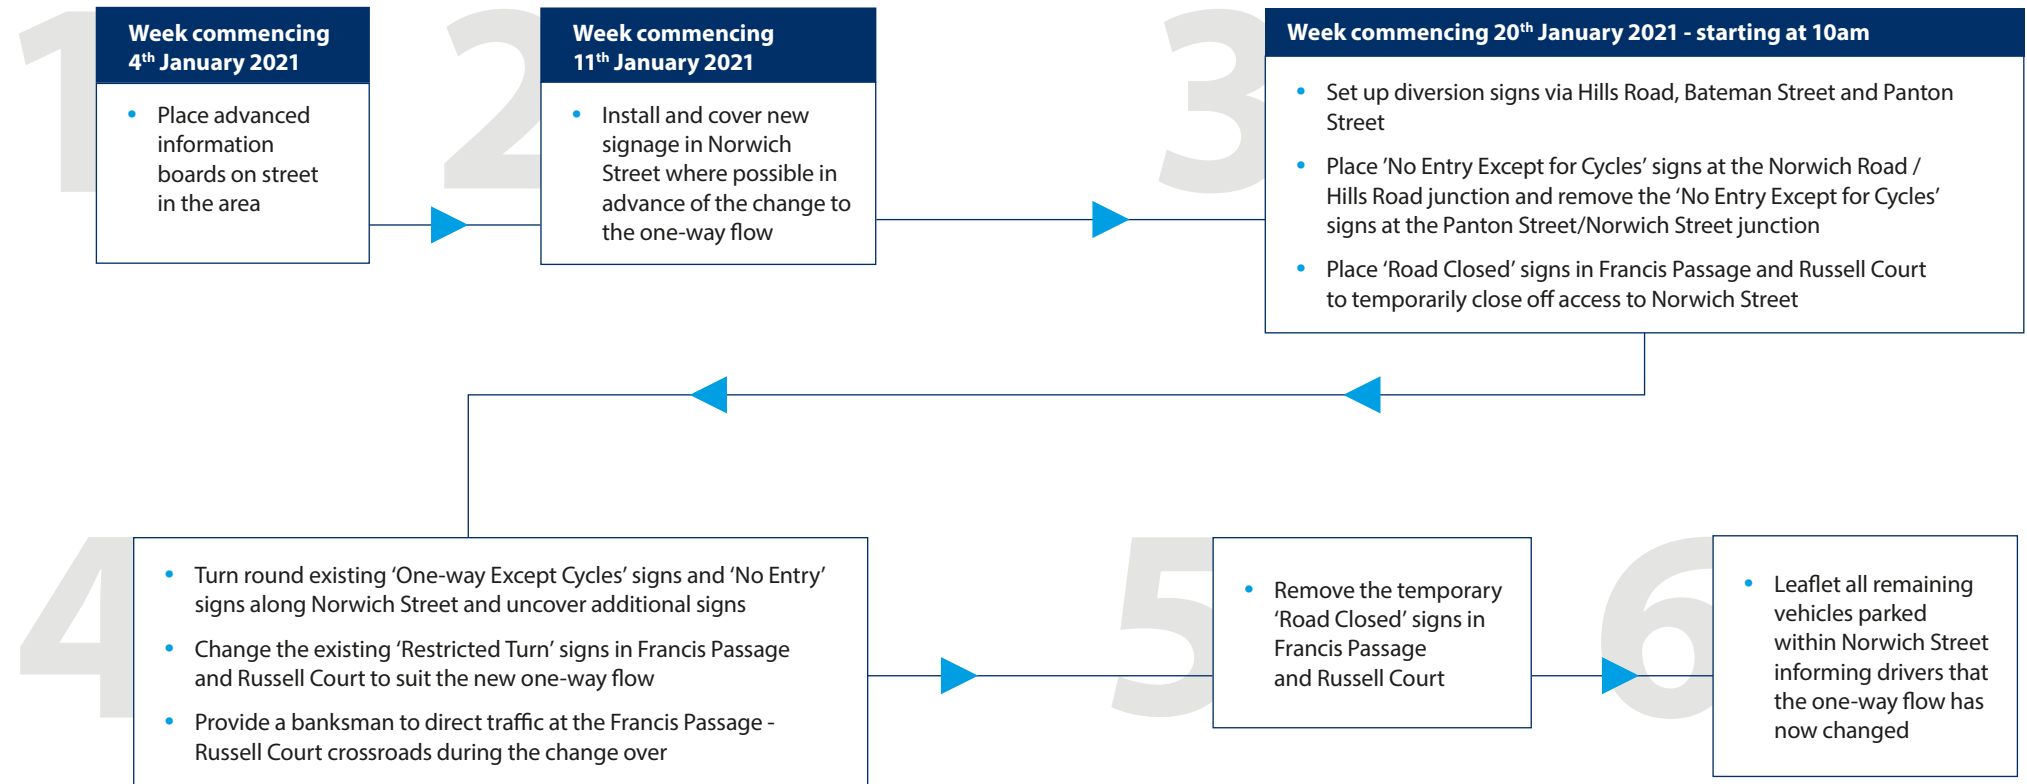 1
Week commencing
4th January 2021
• Place advanced
information
boards on street
in the area
2
Week commencing
11th January 2021
• Install and cover new
signage in Norwich
Street where possible in
advance of the change to
the one-way flow
3
Week commencing 20th January 2021 - starting at 10am
• Set up diversion signs via Hills Road, Bateman Street and Panton
Street
• Place ’No Entry Except for Cycles’ signs at the Norwich Road /
Hills Road junction and remove the ‘No Entry Except for Cycles’
signs at the Panton Street/Norwich Street junction
• Place ‘Road Closed’ signs in Francis Passage and Russell Court
to temporarily close off access to Norwich Street
4
• Turn round existing ‘One-way Except Cycles’ signs and ‘No Entry’
signs along Norwich Street and uncover additional signs
• Change the existing ‘Restricted Turn’ signs in Francis Passage
and Russell Court to suit the new one-way flow
• Provide a banksman to direct traffic at the Francis Passage -
Russell Court crossroads during the change over
5
• Remove the temporary
‘Road Closed’ signs in
Francis Passage
and Russell Court
6
• Leaflet all remaining
vehicles parked
within Norwich Street
informing drivers that
the one-way flow has
now changed